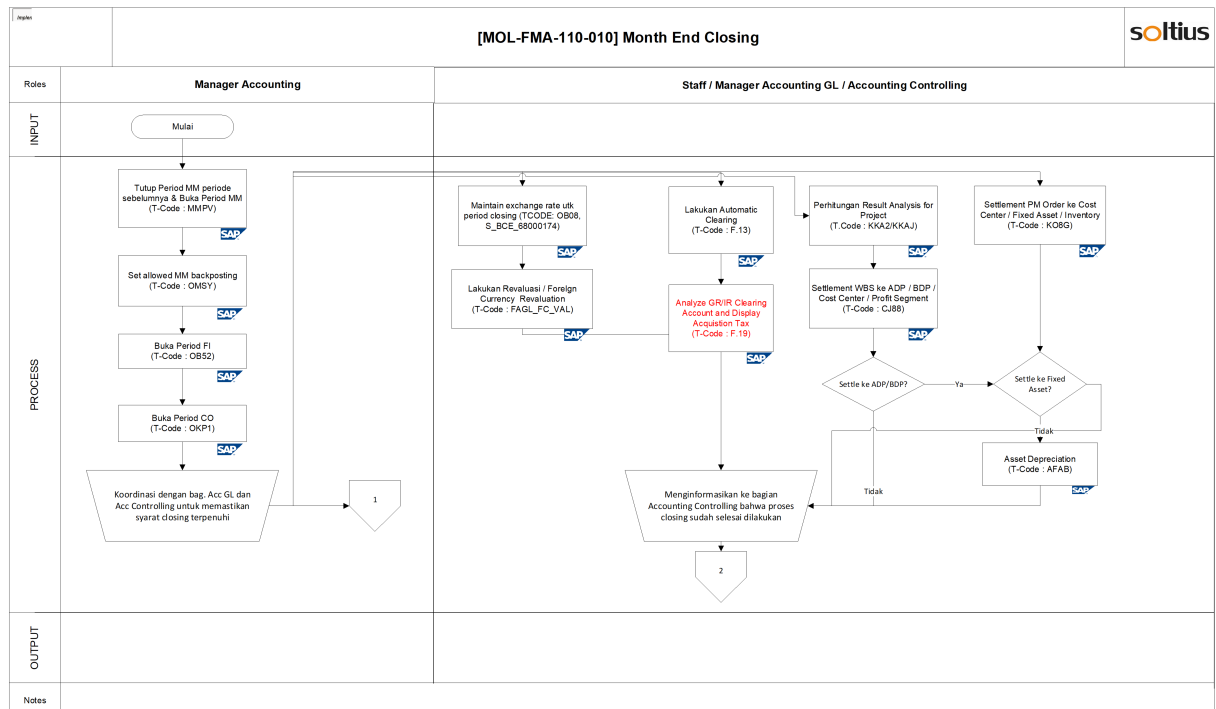 Implex
[MOL-FMA-110-010] Month End Closing
soltius
Roles
Manager Accounting
Staff / Manager Accounting GL / Accounting Controlling
INPUT
Mulai
PROCESS
Tutup Period MM periode
sebelumnya & Buka Period MM
(T-Code : MMPV)
SAP
Set allowed MM backposting
(T-Code : OMSY)
SAP
Buka Period FI
(T-Code : OB52)
SAP
Buka Period CO
(T-Code : OKP1)
SAP
Koordinasi dengan bag. Acc GL dan
Acc Controlling untuk memastikan
syarat closing terpenuhi
1
Maintain exchange rate utk
period closing (TCODE: OB08,
S_BCE_68000174)
SAP
Lakukan Revaluasi / Foreign
Currency Revaluation
(T-Code : FAGL_FC_VAL)
SAP
Lakukan Automatic
Clearing
(T-Code : F.13)
SAP
Analyze GR/IR Clearing
Account and Display
Acquistion Tax
(T-Code : F.19)
SAP
Perhitungan Result Analysis for
Project
(T.Code : KKA2/KKAJ)
SAP
Settlement WBS ke ADP / BDP /
Cost Center / Profit Segment
(T-Code : CJ88)
SAP
Settle ke ADP/BDP?
Ya
Tidak
Settlement PM Order ke Cost
Center / Fixed Asset / Inventory
(T-Code : KO8G)
SAP
Settle ke Fixed
Asset?
Tidak
Asset Depreciation
(T-Code : AFAB)
SAP
Menginformasikan ke bagian
Accounting Controlling bahwa proses
closing sudah selesai dilakukan
2
OUTPUT
Notes